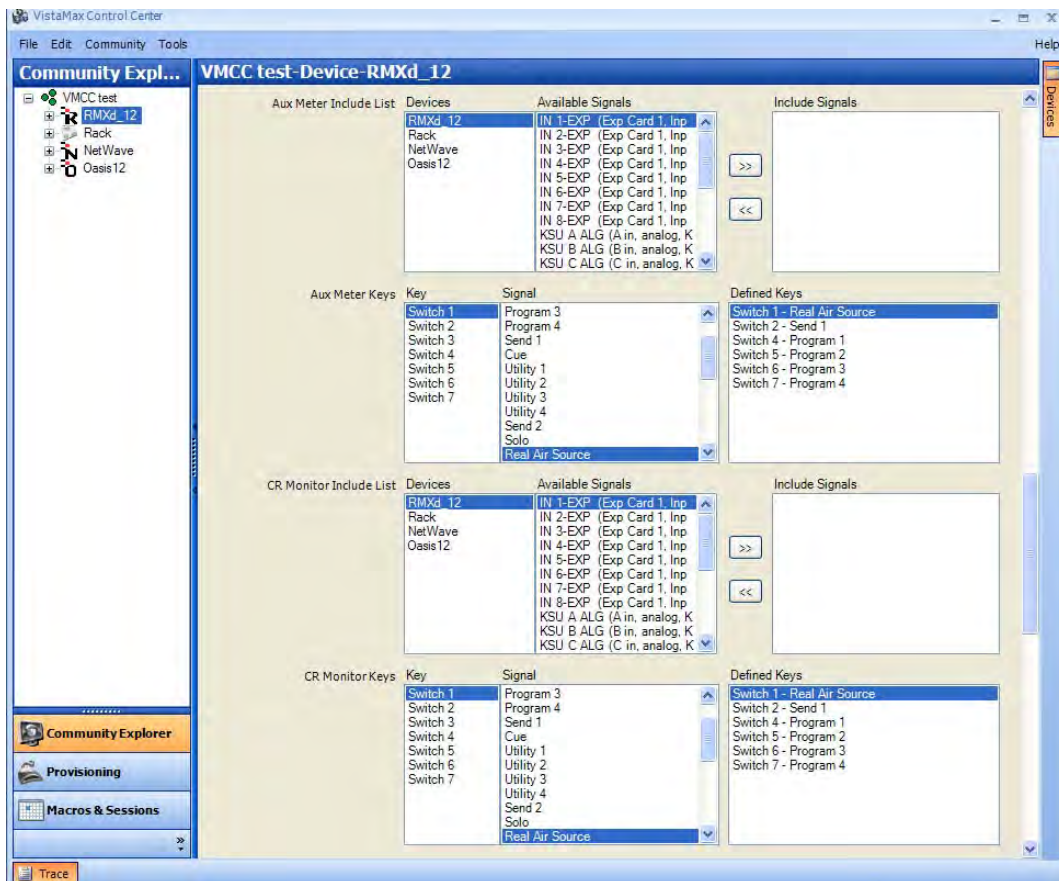 VistaMax Control Center
File Edit Community Tools Help
Community Expl...
VMCC test
RMXd_12
Rack
NetWave
Oasis12
Community Explorer
Provisioning
Macros & Sessions
Trace
VMCC test-Device-RMXd_12
Devices
Aux Meter Include List
Devices
RMXd_12
Rack
NetWave
Oasis12
Available Signals
IN 1-EXP (Exp Card 1, Inp
IN 2-EXP (Exp Card 1, Inp
IN 3-EXP (Exp Card 1, Inp
IN 4-EXP (Exp Card 1, Inp
IN 5-EXP (Exp Card 1, Inp
IN 6-EXP (Exp Card 1, Inp
IN 7-EXP (Exp Card 1, Inp
IN 8-EXP (Exp Card 1, Inp
KSU A ALG (A in, analog, K
KSU B ALG (B in, analog, K
KSU C ALG (C in, analog, K
>>
<<
Include Signals
Aux Meter Keys
Key
Switch 1
Switch 2
Switch 3
Switch 4
Switch 5
Switch 6
Switch 7
Signal
Program 3
Program 4
Send 1
Cue
Utility 1
Utility 2
Utility 3
Utility 4
Send 2
Solo
Real Air Source
Defined Keys
Switch 1 - Real Air Source
Switch 2 - Send 1
Switch 4 - Program 1
Switch 5 - Program 2
Switch 6 - Program 3
Switch 7 - Program 4
CR Monitor Include List
Devices
RMXd_12
Rack
NetWave
Oasis12
Available Signals
IN 1-EXP (Exp Card 1, Inp
IN 2-EXP (Exp Card 1, Inp
IN 3-EXP (Exp Card 1, Inp
IN 4-EXP (Exp Card 1, Inp
IN 5-EXP (Exp Card 1, Inp
IN 6-EXP (Exp Card 1, Inp
IN 7-EXP (Exp Card 1, Inp
IN 8-EXP (Exp Card 1, Inp
KSU A ALG (A in, analog, K
KSU B ALG (B in, analog, K
KSU C ALG (C in, analog, K
>>
<<
Include Signals
CR Monitor Keys
Key
Switch 1
Switch 2
Switch 3
Switch 4
Switch 5
Switch 6
Switch 7
Signal
Program 3
Program 4
Send 1
Cue
Utility 1
Utility 2
Utility 3
Utility 4
Send 2
Solo
Real Air Source
Defined Keys
Switch 1 - Real Air Source
Switch 2 - Send 1
Switch 4 - Program 1
Switch 5 - Program 2
Switch 6 - Program 3
Switch 7 - Program 4